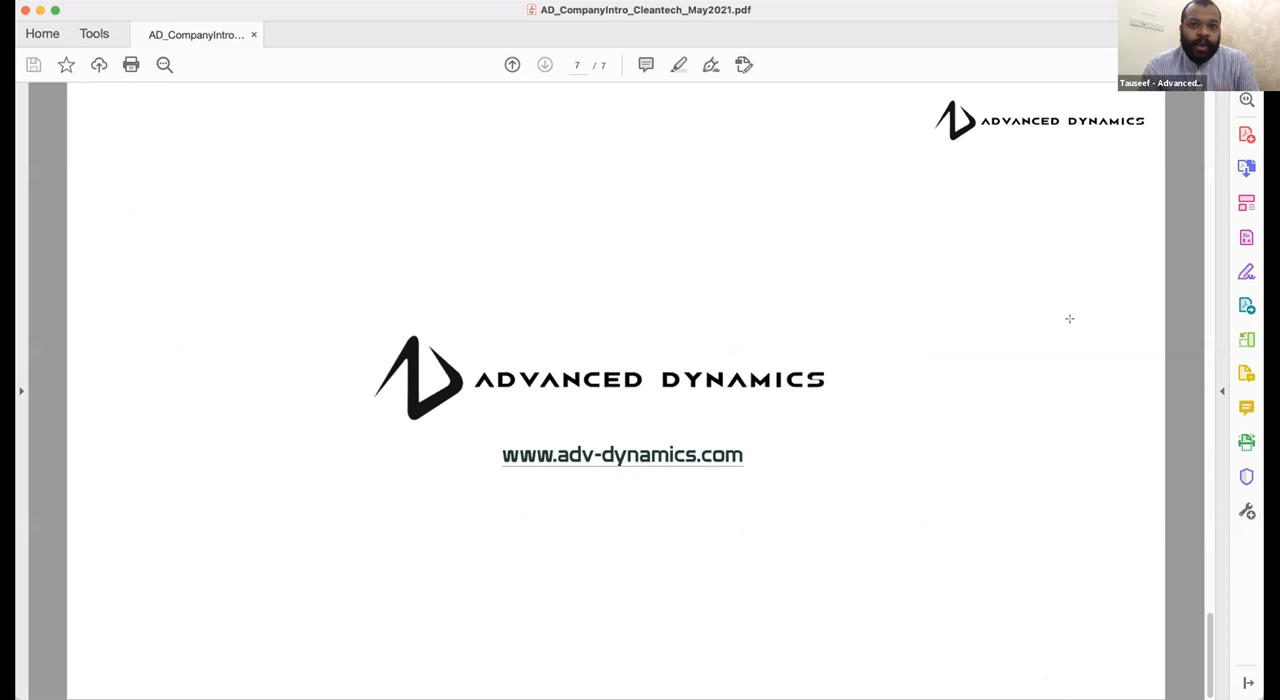 AD_CompanyIntro_Cleantech_May2021.pdf
Home Tools AD_CompanyIntro... ×
7 / 7
Tauseef - Advanced...
ADVANCED DYNAMICS
ADVANCED DYNAMICS
www.adv-dynamics.com